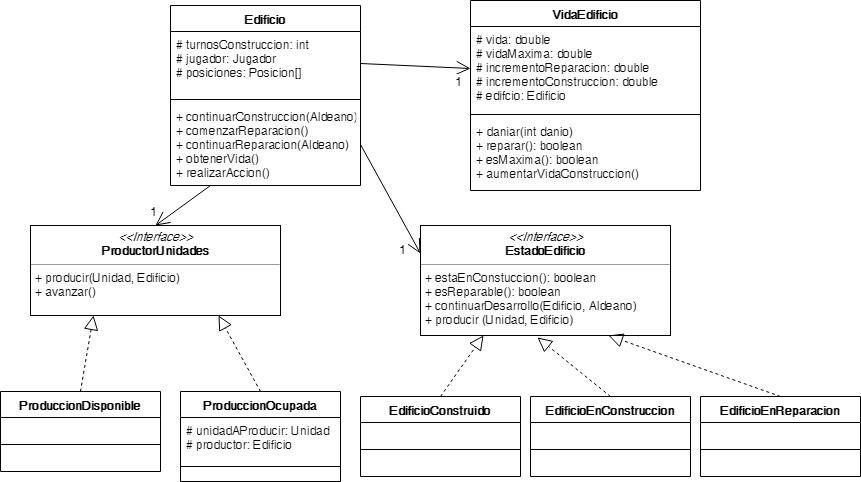 Edificio
# turnosConstruccion: int
# jugador: Jugador
# posiciones: Posicion[]
+ continuarConstruccion(Aldeano)
+ comenzarReparacion()
+ continuarReparacion(Aldeano)
+ obtenerVida()
+ realizarAccion()
VidaEdificio
# vida: double
# vidaMaxima: double
# incrementoReparacion: double
# incrementoConstruccion: double
# edifcio: Edificio
+ daniar(int danio)
+ reparar(): boolean
+ esMaxima(): boolean
+ aumentarVidaConstruccion()
1
1
1
<<Interface>>
ProductorUnidades
+ producir(Unidad, Edificio)
+ avanzar()
<<Interface>>
EstadoEdificio
+ estaEnConstuccion(): boolean
+ esReparable(): boolean
+ continuarDesarrollo(Edificio, Aldeano)
+ producir (Unidad, Edificio)
ProduccionDisponible
ProduccionOcupada
# unidadAProducir: Unidad
# productor: Edificio
EdificioConstruido
EdificioEnConstruccion
EdificioEnReparacion